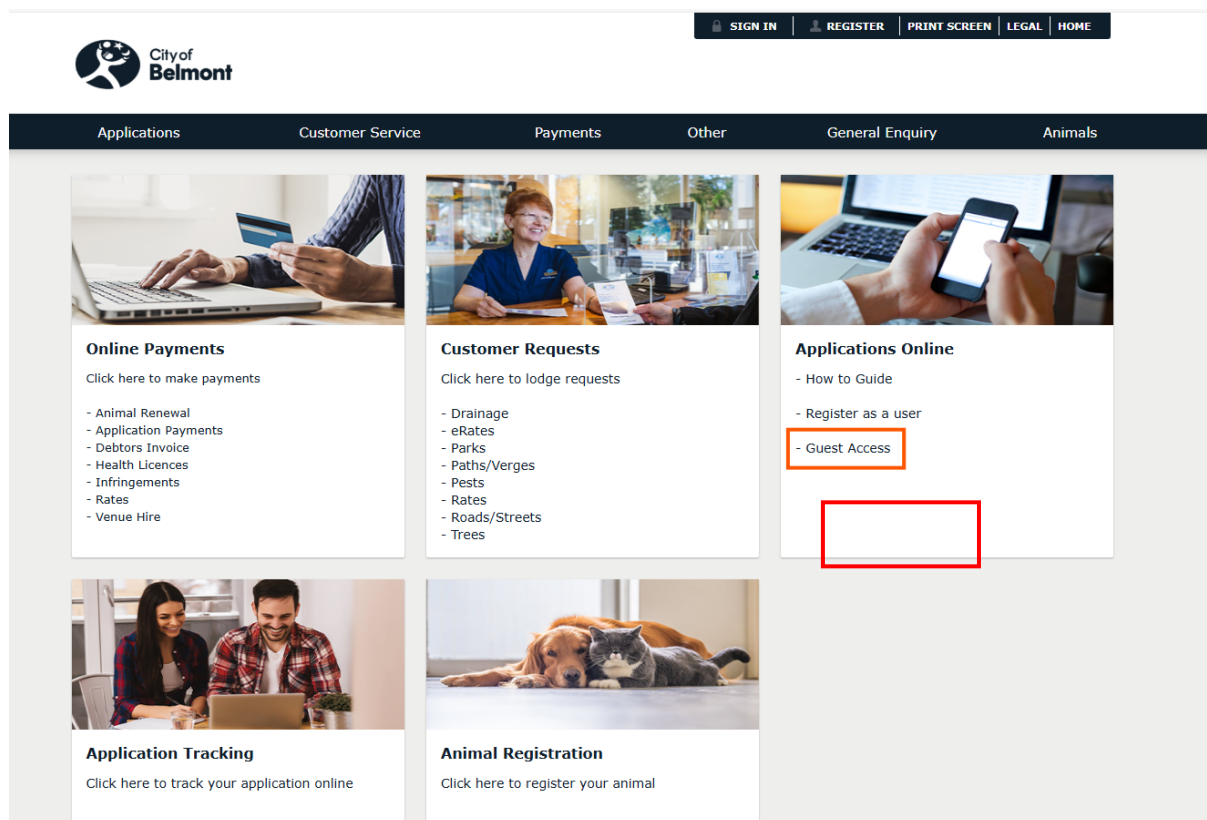 SIGN IN
REGISTER
PRINT SCREEN
LEGAL
HOME
City of
Belmont
Applications
Customer Service
Payments
Other
General Enquiry
Animals
Online Payments
Click here to make payments
- Animal Renewal
- Application Payments
- Debtors Invoice
- Health Licences
- Infringements
- Rates
- Venue Hire
Customer Requests
Click here to lodge requests
- Drainage
- eRates
- Parks
- Paths/Verges
- Pests
- Rates
- Roads/Streets
- Trees
Applications Online
- How to Guide
- Register as a user
- Guest Access
Application Tracking
Click here to track your application online
Animal Registration
Click here to register your animal